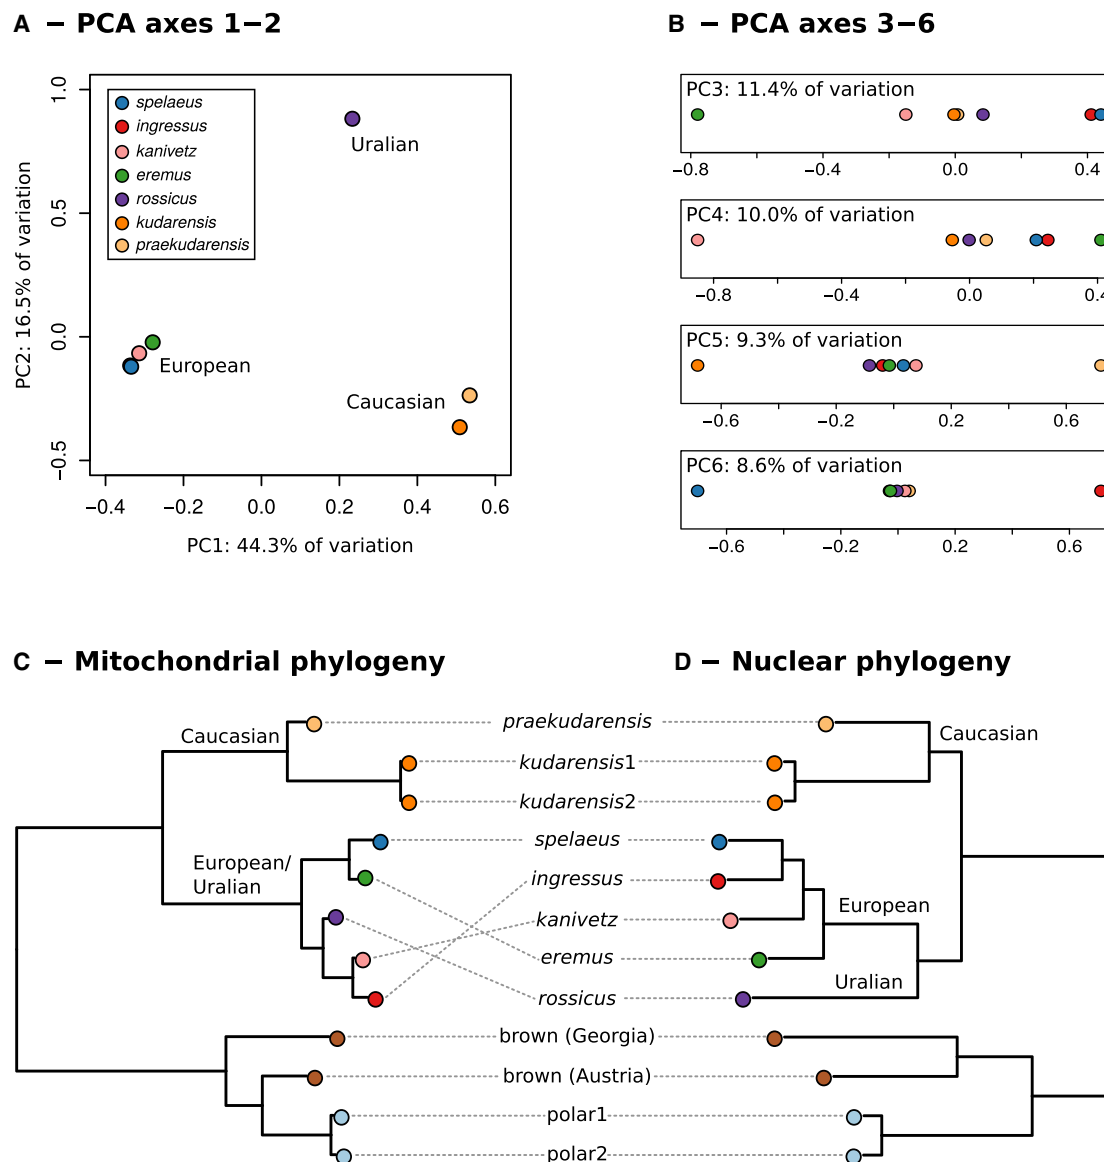 A – PCA axes 1–2
1.0
0.5
0.0
−0.5
PC2: 16.5% of variation
spelaeus
ingressus
kanivetz
eremus
rossicus
kudarensis
praekudarensis
Uralian
European
Caucasian
−0.4 −0.2 0.0 0.2 0.4 0.6
PC1: 44.3% of variation
B – PCA axes 3–6
PC3: 11.4% of variation
−0.8 −0.4 0.0 0.4
PC4: 10.0% of variation
−0.8 −0.4 0.0 0.4
PC5: 9.3% of variation
−0.6 −0.2 0.2 0.6
PC6: 8.6% of variation
−0.6 −0.2 0.2 0.6
C – Mitochondrial phylogeny
D – Nuclear phylogeny
Caucasian
European/
Uralian
praekudarensis
kudarensis1
kudarensis2
spelaeus
ingressus
kanivetz
eremus
rossicus
brown (Georgia)
brown (Austria)
polar1
polar2
Caucasian
European
Uralian